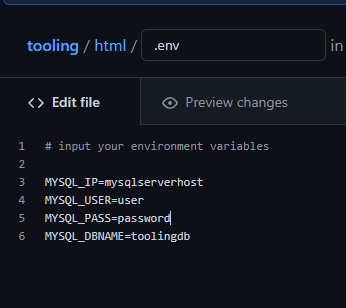 tooling / html / .env in
<> Edit file Preview changes
1 # input your environment variables
2
3 MYSQL_IP=mysqlserverhost
4 MYSQL_USER=user
5 MYSQL_PASS=password
6 MYSQL_DBNAME=toolingdb